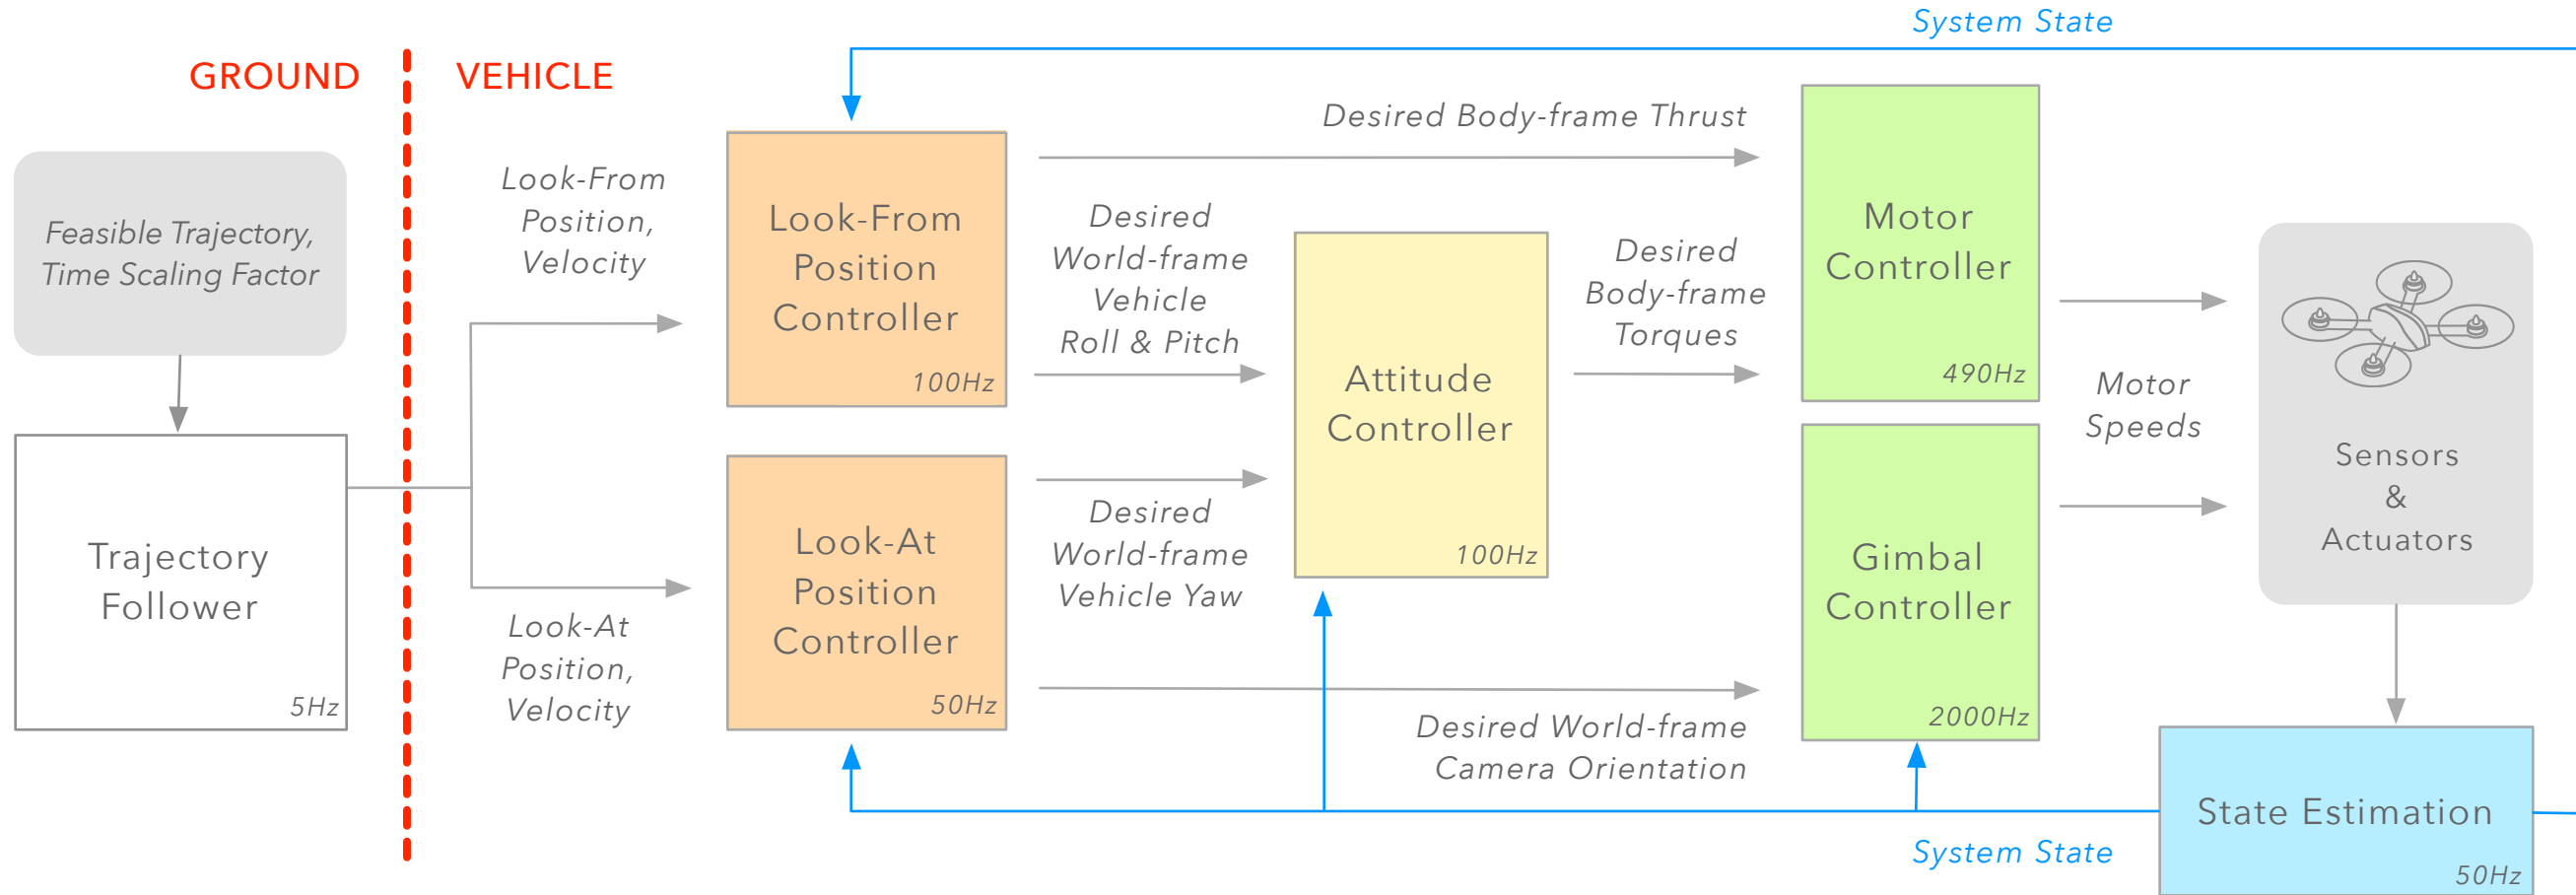 System State
GROUND
VEHICLE
Feasible Trajectory,
Time Scaling Factor
Trajectory
Follower
5Hz
Look-From
Position,
Velocity
Look-At
Position,
Velocity
Look-From
Position
Controller
100Hz
Look-At
Position
Controller
50Hz
Desired Body-frame Thrust
Desired
World-frame
Vehicle
Roll & Pitch
Desired
World-frame
Vehicle Yaw
Attitude
Controller
100Hz
Desired
Body-frame
Torques
Desired World-frame
Camera Orientation
Motor
Controller
490Hz
Gimbal
Controller
2000Hz
Motor
Speeds
Sensors
&
Actuators
State Estimation
50Hz
System State